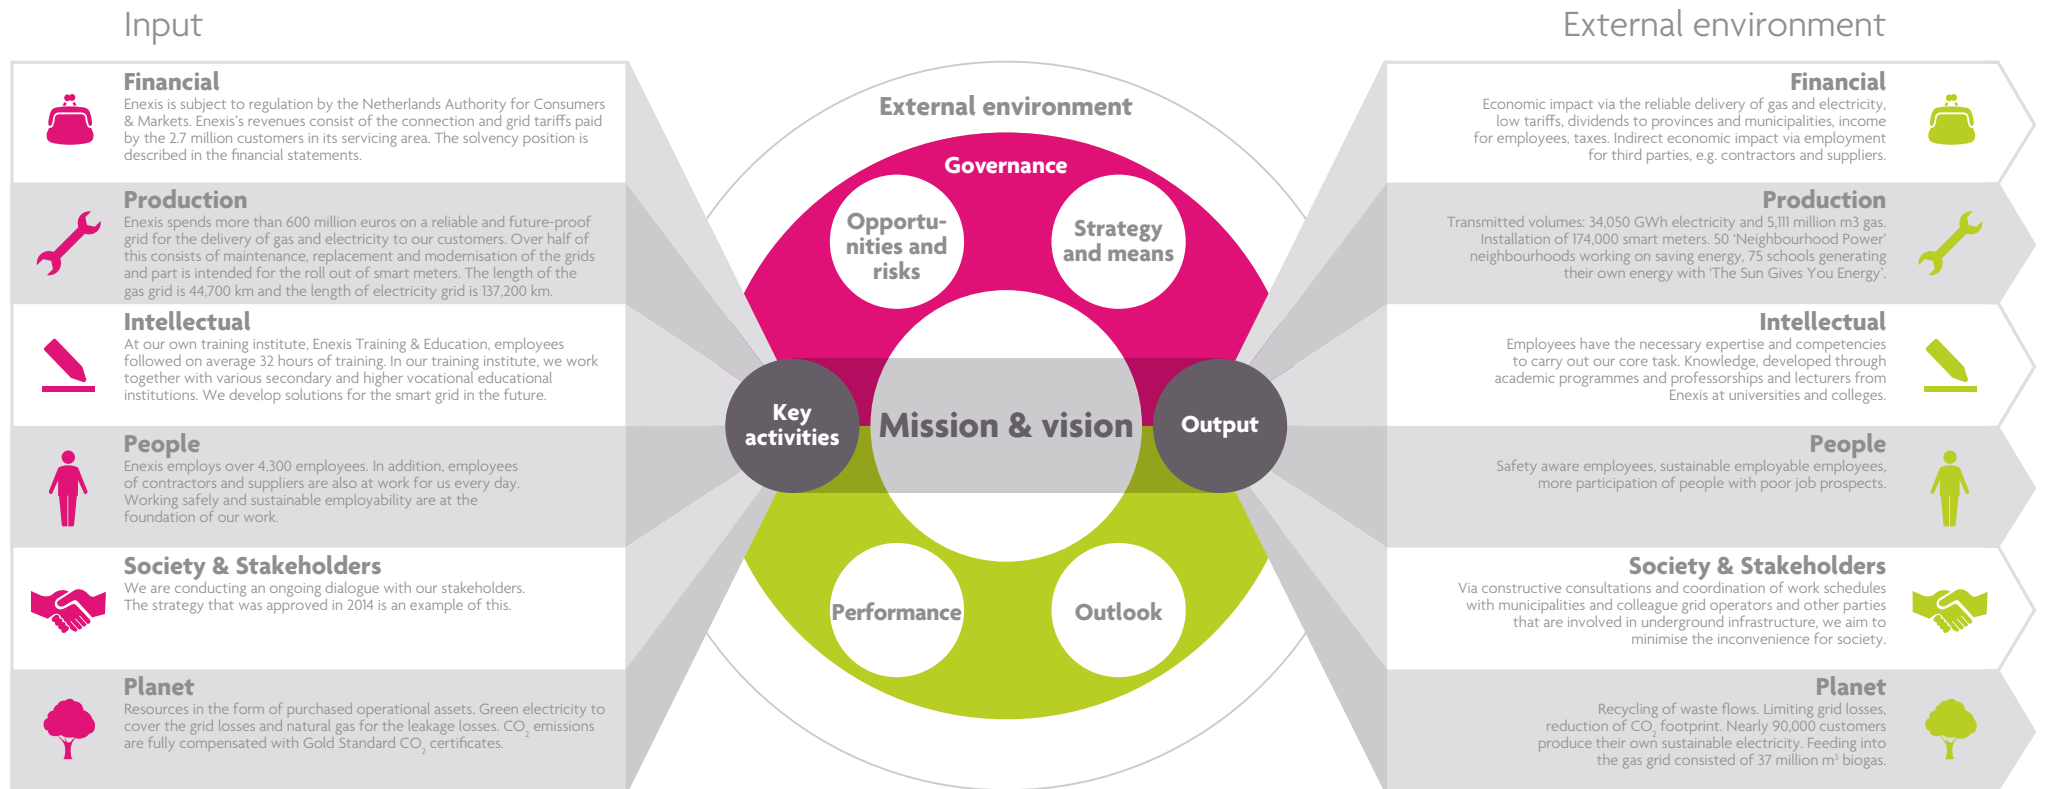 Input
Financial
Enexis is subject to regulation by the Netherlands Authority for Consumers
& Markets. Enexis's revenues consist of the connection and grid tariffs paid
by the 2.7 million customers in its servicing area. The solvency position is
described in the financial statements.
Production
Enexis spends more than 600 million euros on a reliable and future-proof
grid for the delivery of gas and electricity to our customers. Over half of
this consists of maintenance, replacement and modernisation of the grids
and part is intended for the roll out of smart meters. The length of the
gas grid is 44,700 km and the length of electricity grid is 137,200 km.
Intellectual
At our own training institute, Enexis Training & Education, employees
followed on average 32 hours of training. In our training institute, we work
together with various secondary and higher vocational educational
institutions. We develop solutions for the smart grid in the future.
People
Enexis employs over 4,300 employees. In addition, employees
of contractors and suppliers are also at work for us every day.
Working safely and sustainable employability are at the
foundation of our work.
Society & Stakeholders
We are conducting an ongoing dialogue with our stakeholders.
The strategy that was approved in 2014 is an example of this.
Planet
Resources in the form of purchased operational assets. Green electricity to
cover the grid losses and natural gas for the leakage losses. CO2 emissions
are fully compensated with Gold Standard CO2 certificates.
External environment
Governance
Opportu-
nities and
risks
Strategy
and means
Key
activities
Mission & vision
Output
Performance
Outlook
External environment
Financial
Economic impact via the reliable delivery of gas and electricity,
low tariffs, dividends to provinces and municipalities, income
for employees, taxes. Indirect economic impact via employment
for third parties, e.g. contractors and suppliers.
Production
Transmitted volumes: 34,050 GWh electricity and 5,111 million m3 gas.
Installation of 174,000 smart meters. 50 'Neighbourhood Power'
neighbourhoods working on saving energy, 75 schools generating
their own energy with 'The Sun Gives You Energy'.
Intellectual
Employees have the necessary expertise and competencies
to carry out our core task. Knowledge, developed through
academic programmes and professorships and lecturers from
Enexis at universities and colleges.
People
Safety aware employees, sustainable employable employees,
more participation of people with poor job prospects.
Society & Stakeholders
Via constructive consultations and coordination of work schedules
with municipalities and colleague grid operators and other parties
that are involved in underground infrastructure, we aim to
minimise the inconvenience for society.
Planet
Recycling of waste flows. Limiting grid losses,
reduction of CO2 footprint. Nearly 90,000 customers
produce their own sustainable electricity. Feeding into
the gas grid consisted of 37 million m³ biogas.